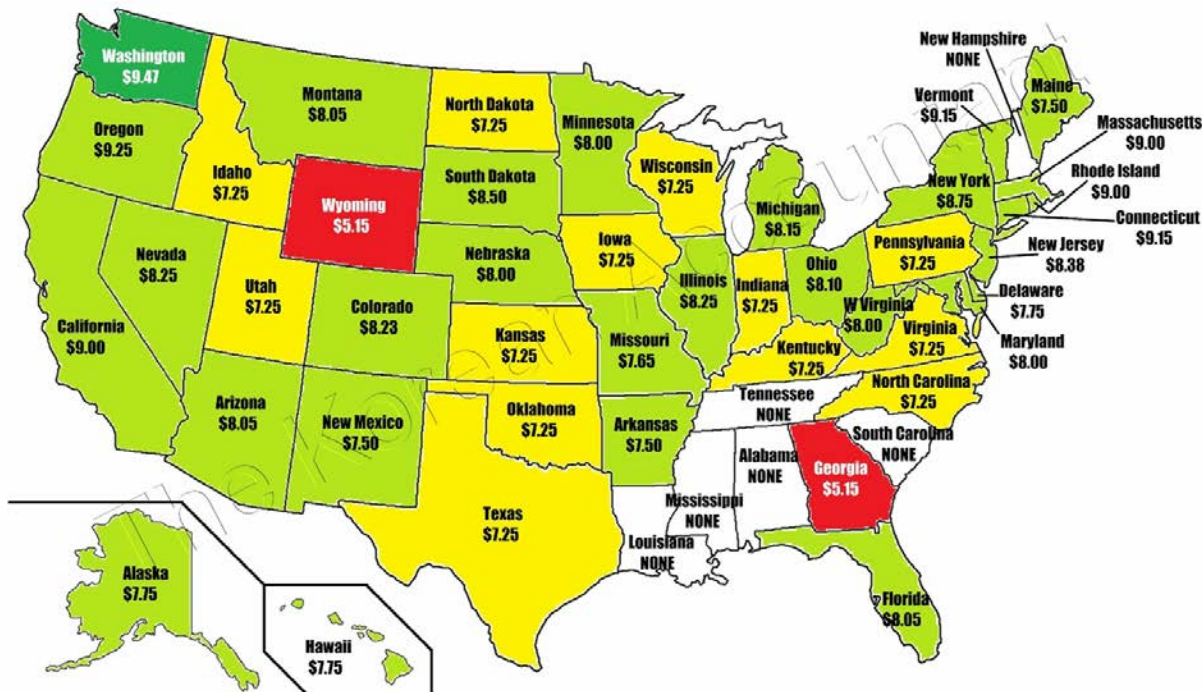 Washington
$9.47
Oregon
$9.25
California
$9.00
Nevada
$8.25
Idaho
$7.25
Montana
$8.05
Wyoming
$5.15
Utah
$7.25
Colorado
$8.23
Arizona
$8.05
New Mexico
$7.50
North Dakota
$7.25
South Dakota
$8.50
Nebraska
$8.00
Kansas
$7.25
Oklahoma
$7.25
Texas
$7.25
Minnesota
$8.00
Iowa
$7.25
Missouri
$7.65
Arkansas
$7.50
Louisiana
NONE
Wisconsin
$7.25
Illinois
$8.25
Michigan
$8.15
Indiana
$7.25
Ohio
$8.10
Kentucky
$7.25
Tennessee
NONE
Mississippi
NONE
Alabama
NONE
Georgia
$5.15
Florida
$8.05
South Carolina
NONE
North Carolina
$7.25
Virginia
$7.25
W Virginia
$8.00
Pennsylvania
$7.25
New York
$8.75
Vermont
$9.15
New Hampshire
NONE
Maine
$7.50
Massachusetts
$9.00
Rhode Island
$9.00
Connecticut
$9.15
New Jersey
$8.38
Delaware
$7.75
Maryland
$8.00
Alaska
$7.75
Hawaii
$7.75
The Korean